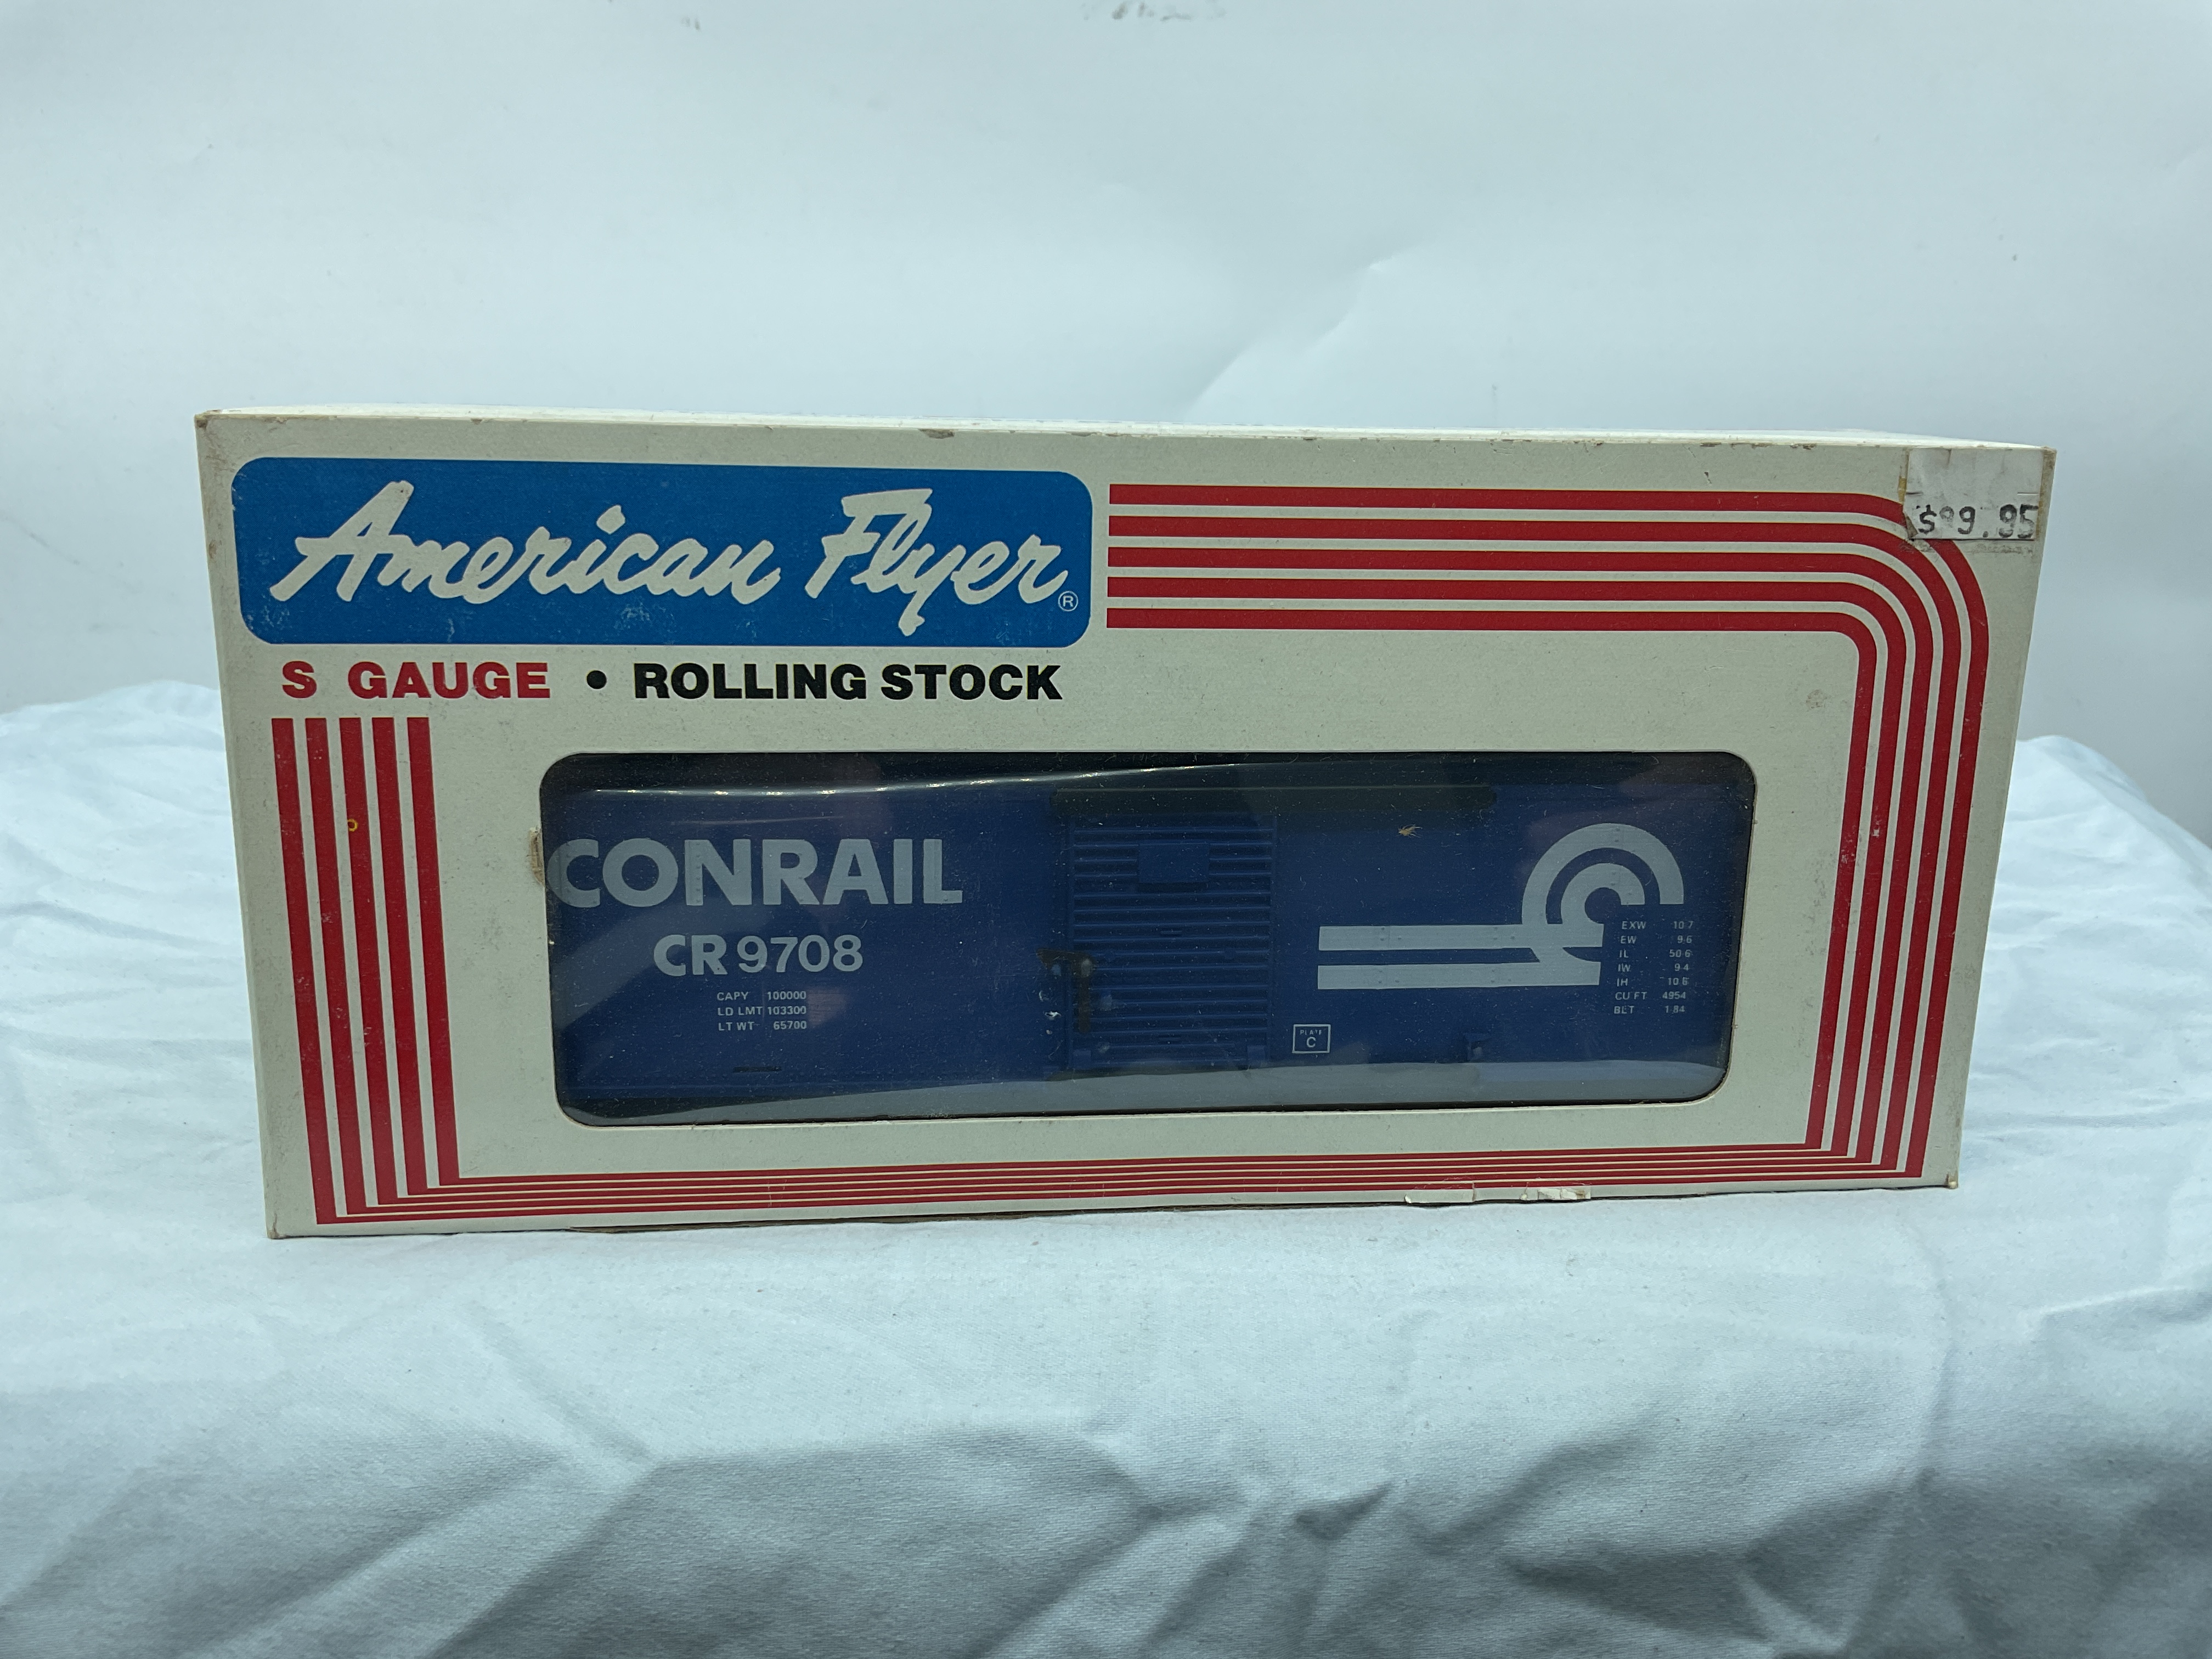 American Flyer®
$99.95
S GAUGE • ROLLING STOCK
CONRAIL
CR 9708
CAPY 100000
LD LMT 103300
LT WT 65700
PLATE
C
EXW 10 7
EW 9 6
IL 50 6
IW 9 4
IH 10 6
CU FT 4954
BLT 1 84